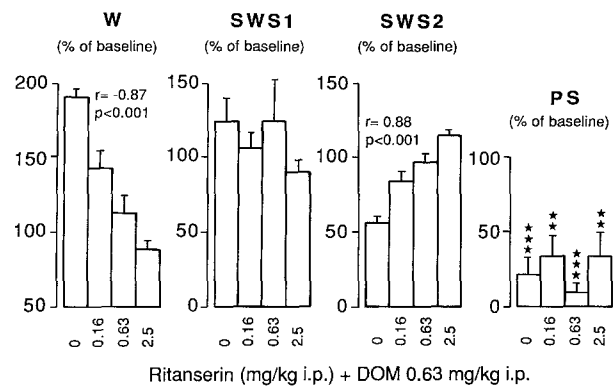 W
(% of baseline)
200
150
100
50
r= -0.87
p<0.001
0
0.16
0.63
2.5
SWS1
(% of baseline)
150
100
50
0
0
0.16
0.63
2.5
SWS2
(% of baseline)
150
100
50
0
r= 0.88
p<0.001
0
0.16
0.63
2.5
PS
(% of baseline)
100
50
0
★★★
★★
★★★
★★
0
0.16
0.63
2.5
Ritanserin (mg/kg i.p.) + DOM 0.63 mg/kg i.p.